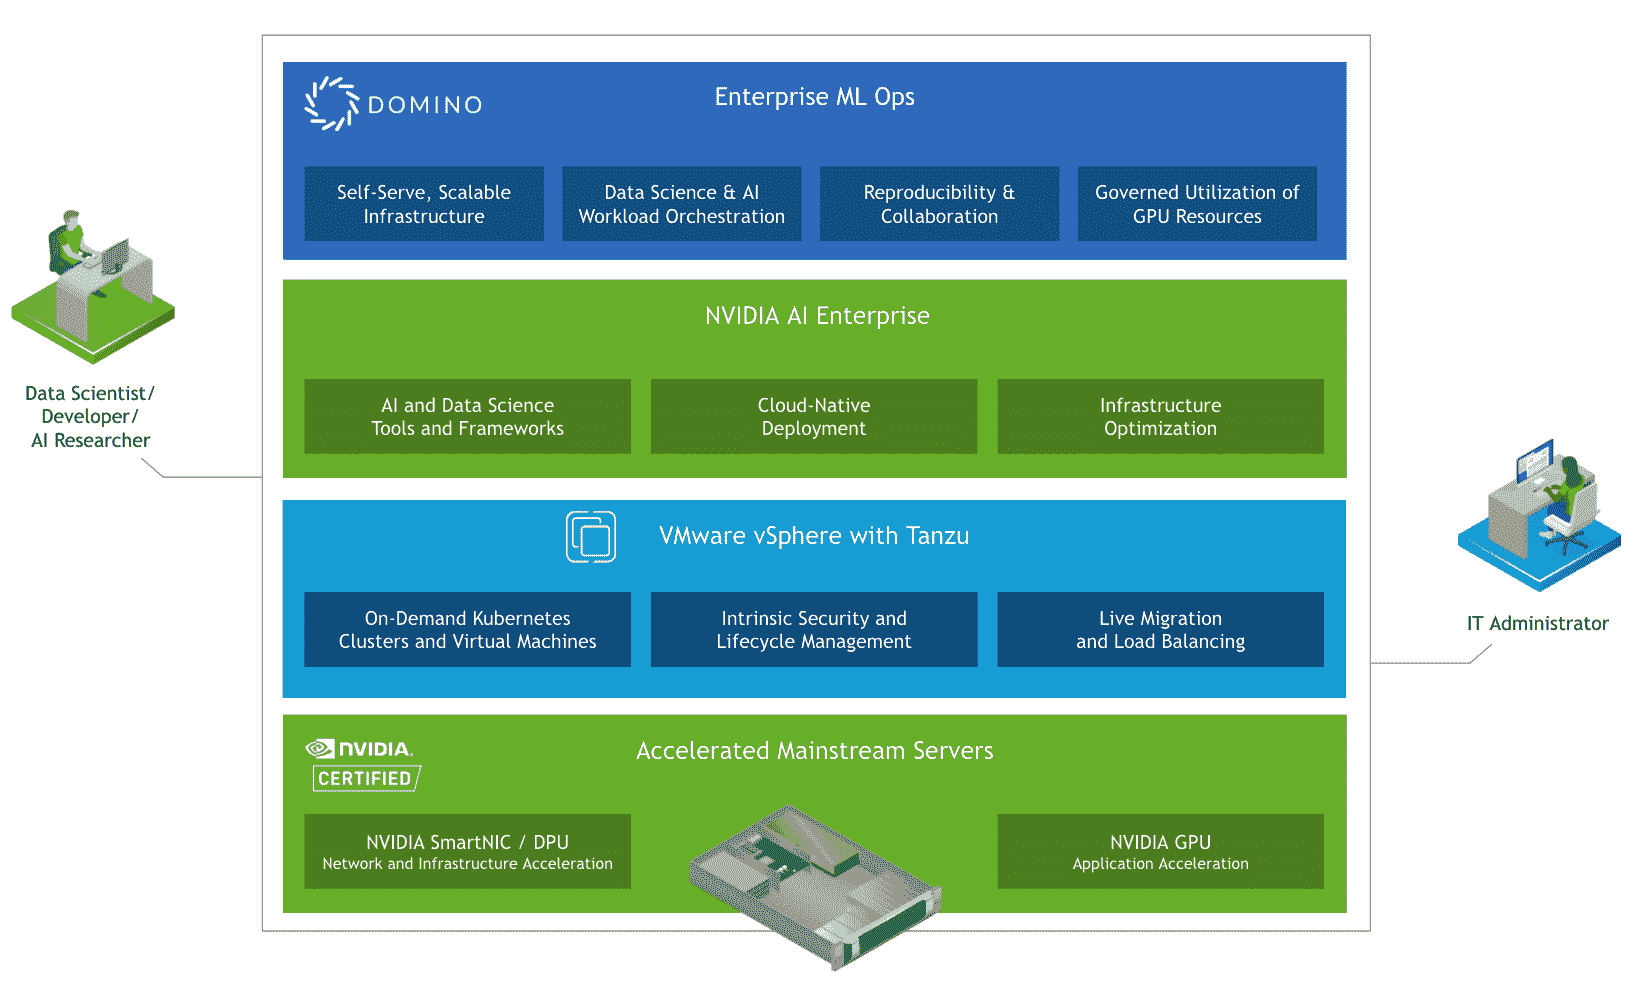 DOMINO
Enterprise ML Ops
Self-Serve, Scalable
Infrastructure
Data Science & AI
Workload Orchestration
Reproducibility &
Collaboration
Governed Utilization of
GPU Resources
NVIDIA AI Enterprise
AI and Data Science
Tools and Frameworks
Cloud-Native
Deployment
Infrastructure
Optimization
Data Scientist/
Developer/
AI Researcher
VMware vSphere with Tanzu
On-Demand Kubernetes
Clusters and Virtual Machines
Intrinsic Security and
Lifecycle Management
Live Migration
and Load Balancing
IT Administrator
NVIDIA.
CERTIFIED
Accelerated Mainstream Servers
NVIDIA SmartNIC / DPU
Network and Infrastructure Acceleration
NVIDIA GPU
Application Acceleration